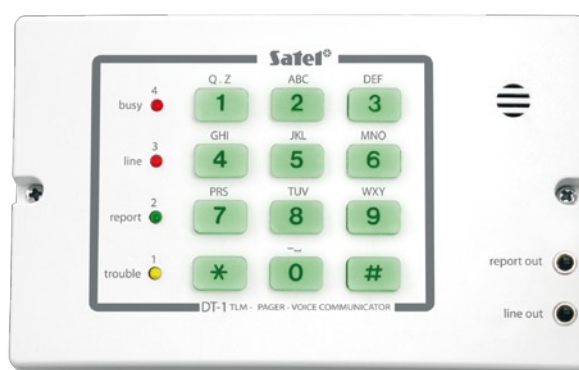 Satel
4 Q.Z ABC DEF
busy 1 2 3
3 GHI JKL MNO
line 4 5 6
2 PRS TUV WXY
report 7 8 9
1
trouble * 0 #
report out
line out
DT-1 TLM - PAGER - VOICE COMMUNICATOR